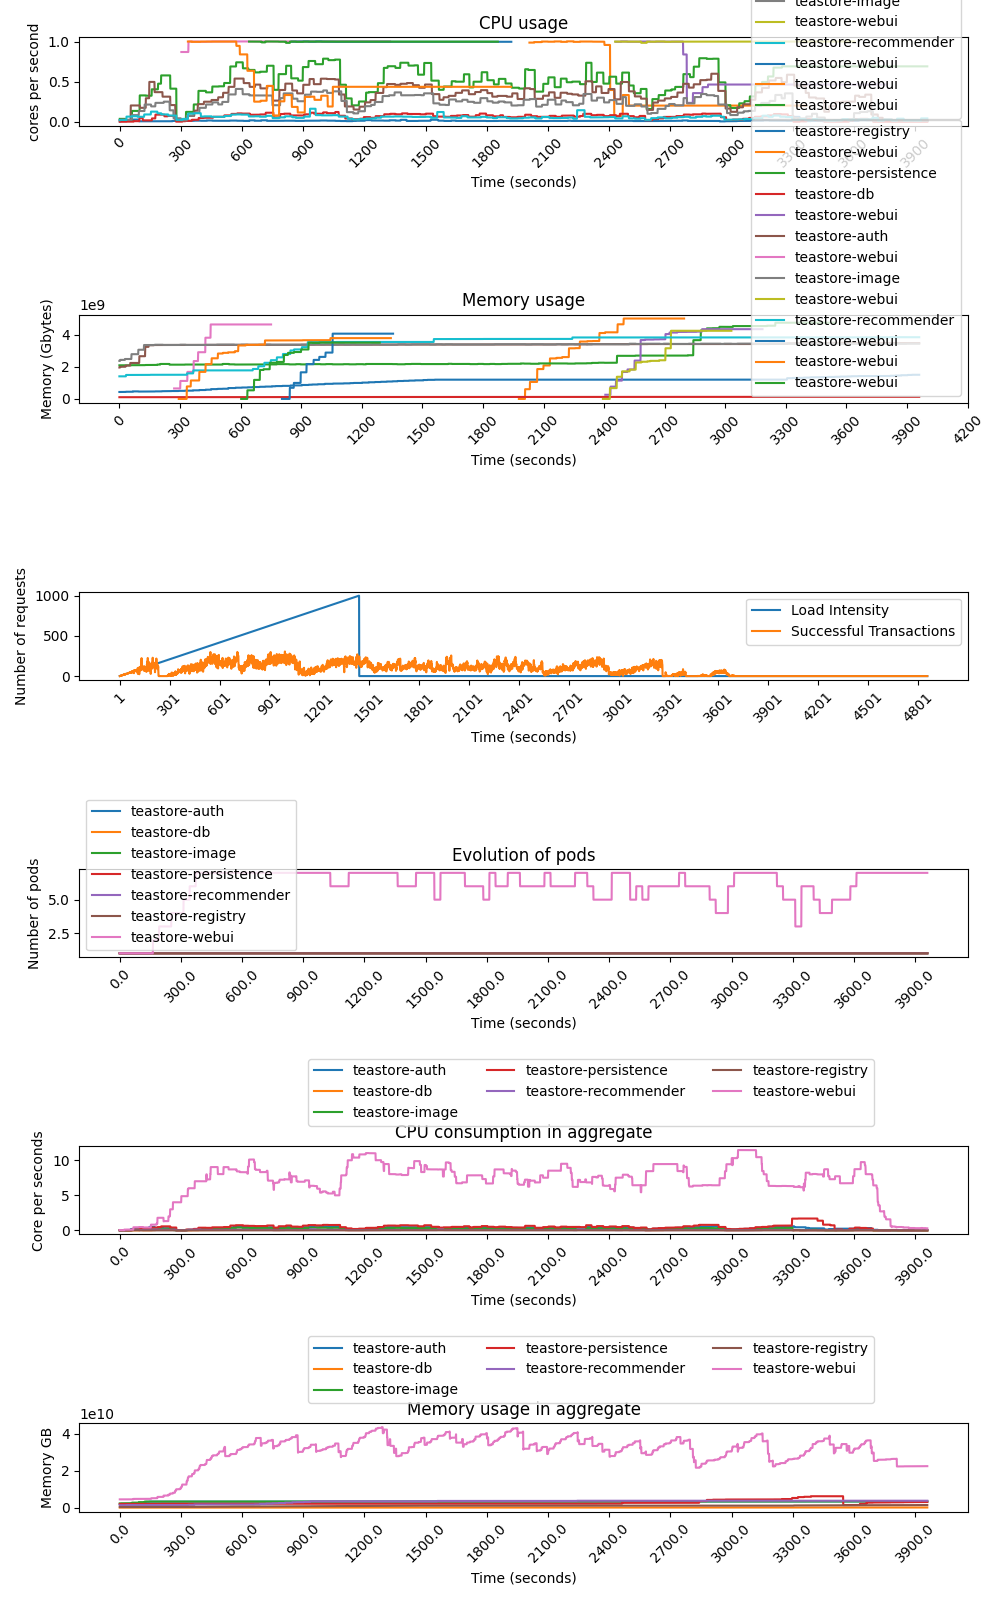 CPU usage
teastore-image
teastore-webui
teastore-recommender
teastore-webui
teastore-webui
teastore-webui
cores per second
1.0
0.5
0.0
0
300
600
900
1200
1500
1800
2100
2400
2700
3000
3300
3600
3900
Time (seconds)
teastore-registry
teastore-webui
teastore-persistence
teastore-db
teastore-webui
teastore-auth
teastore-webui
teastore-image
teastore-webui
teastore-recommender
teastore-webui
teastore-webui
teastore-webui
Memory usage
1e9
Memory (Gbytes)
4
2
0
0
300
600
900
1200
1500
1800
2100
2400
2700
3000
3300
3600
3900
4200
Time (seconds)
Number of requests
1000
500
0
Load Intensity
Successful Transactions
1
301
601
901
1201
1501
1801
2101
2401
2701
3001
3301
3601
3901
4201
4501
4801
Time (seconds)
teastore-auth
teastore-db
teastore-image
teastore-persistence
teastore-recommender
teastore-registry
teastore-webui
Evolution of pods
Number of pods
5.0
2.5
0.0
300.0
600.0
900.0
1200.0
1500.0
1800.0
2100.0
2400.0
2700.0
3000.0
3300.0
3600.0
3900.0
Time (seconds)
teastore-auth
teastore-db
teastore-image
teastore-persistence
teastore-recommender
teastore-registry
teastore-webui
CPU consumption in aggregate
Core per seconds
10
5
0
0.0
300.0
600.0
900.0
1200.0
1500.0
1800.0
2100.0
2400.0
2700.0
3000.0
3300.0
3600.0
3900.0
Time (seconds)
teastore-auth
teastore-db
teastore-image
teastore-persistence
teastore-recommender
teastore-registry
teastore-webui
Memory usage in aggregate
1e10
Memory GB
4
2
0
0.0
300.0
600.0
900.0
1200.0
1500.0
1800.0
2100.0
2400.0
2700.0
3000.0
3300.0
3600.0
3900.0
Time (seconds)